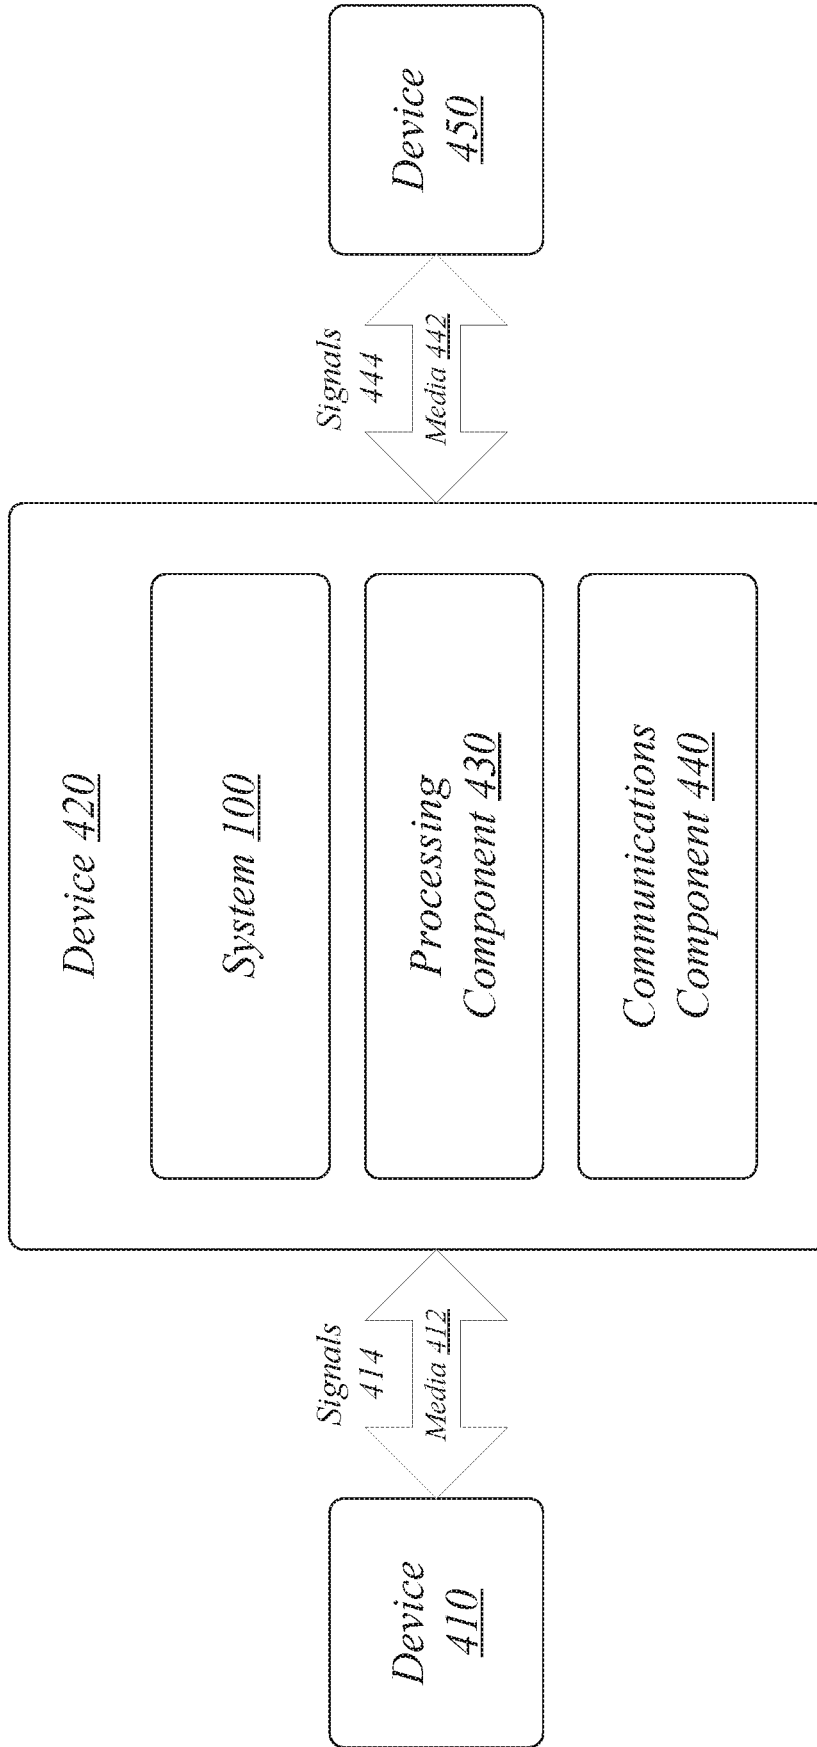 Device 420
System 100
Processing
Component 430
Communications
Component 440
Device
410
Signals
414
Media 412
Signals
444
Media 442
Device
450